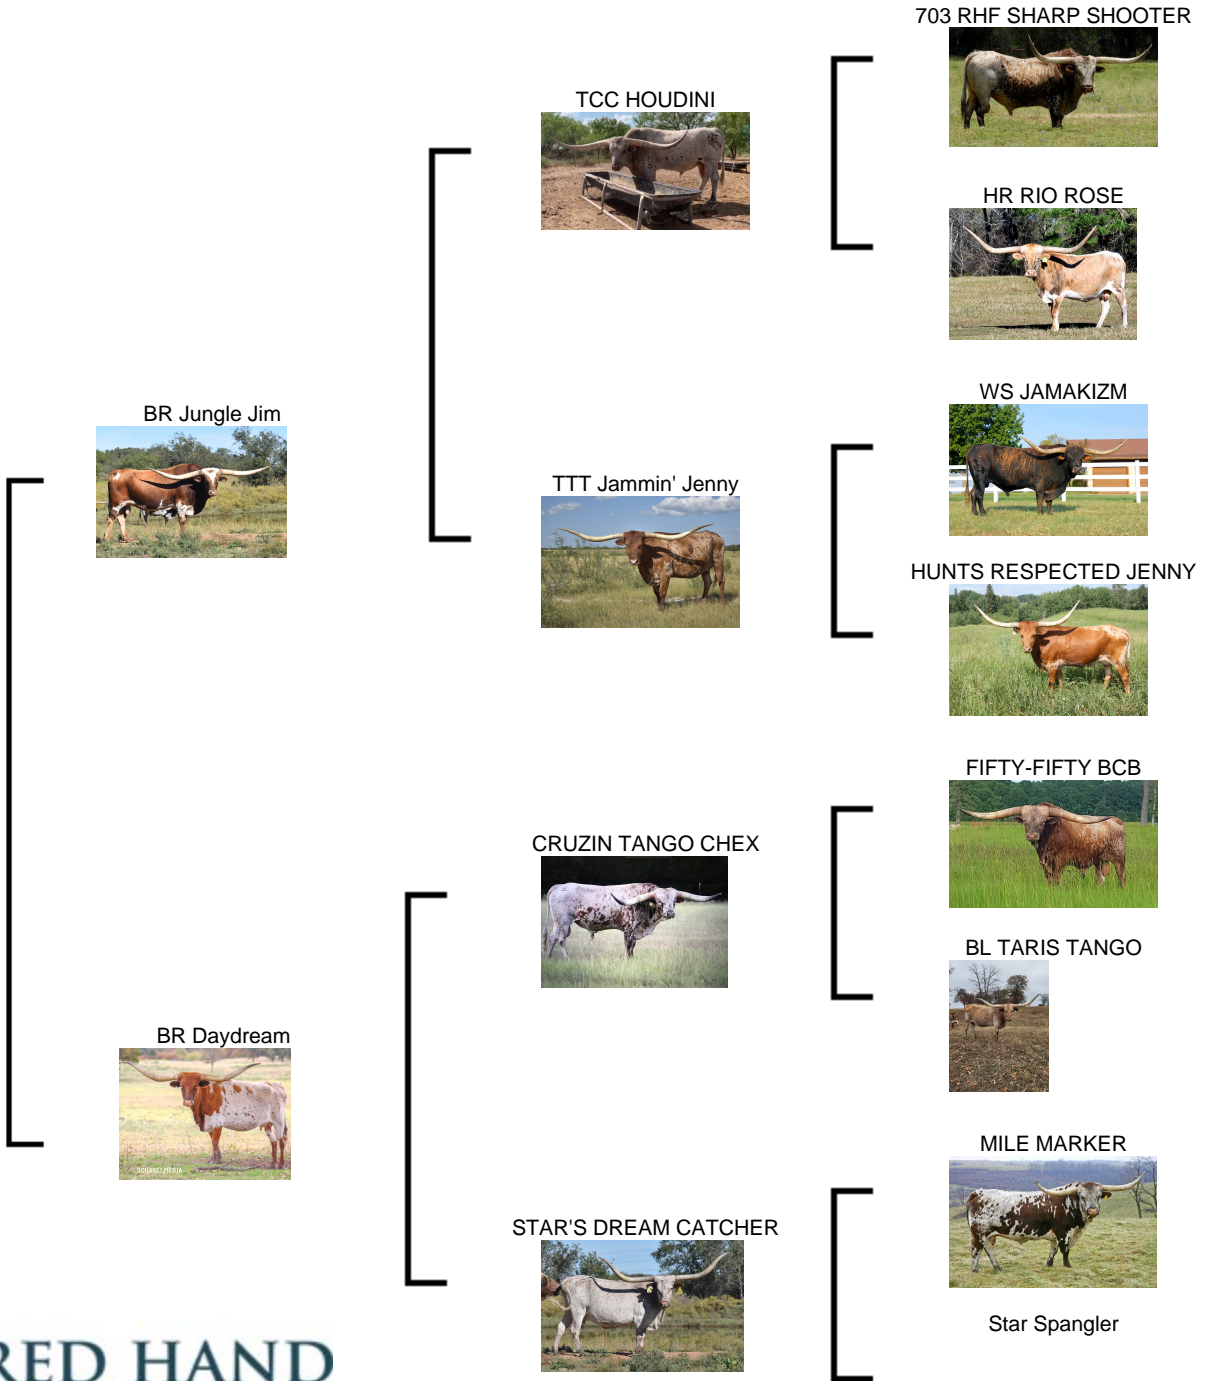 703 RHF SHARP SHOOTER
TCC HOUDINI
HR RIO ROSE
WS JAMAKIZM
BR Jungle Jim
TTT Jammin' Jenny
HUNTS RESPECTED JENNY
FIFTY-FIFTY BCB
CRUZIN TANGO CHEX
BL TARIS TANGO
BR Daydream
SQUARED MEDIA
MILE MARKER
STAR'S DREAM CATCHER
Star Spangler
RED HAND